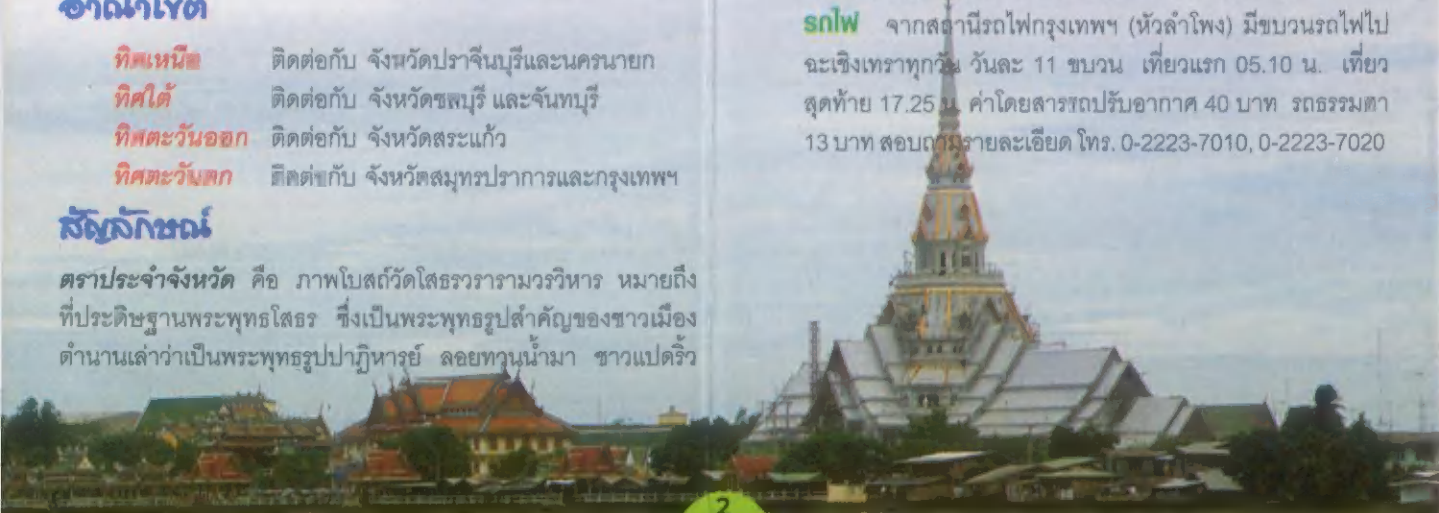 อาณาเขต
ทิศเหนือ ติดต่อกับ จังหวัดปราจีนบุรีและนครนายก
ทิศใต้ ติดต่อกับ จังหวัดชลบุรี และจันทบุรี
ทิศตะวันออก ติดต่อกับ จังหวัดสระแก้ว
ทิศตะวันตก ติดต่อกับ จังหวัดสมุทรปราการและกรุงเทพฯ
สัญลักษณ์
ตราประจำจังหวัด คือ ภาพโบสถ์วัดโสธรวรารามวรวิหาร หมายถึง
ที่ประดิษฐานพระพุทธโสธร ซึ่งเป็นพระพุทธรูปสำคัญของชาวเมือง
ตำนานเล่าว่าเป็นพระพุทธรูปปาฏิหารย์ ลอยทวนน้ำมา ชาวแปดริ้ว
รถไฟ จากสถานีรถไฟกรุงเทพฯ (หัวลำโพง) มีขบวนรถไฟไป
ฉะเชิงเทราทุกวัน วันละ 11 ขบวน เที่ยวแรก 05.10 น. เที่ยว
สุดท้าย 17.25 น. ค่าโดยสารรถปรับอากาศ 40 บาท รถธรรมดา
13 บาท สอบถามรายละเอียด โทร. 0-2223-7010, 0-2223-7020
2